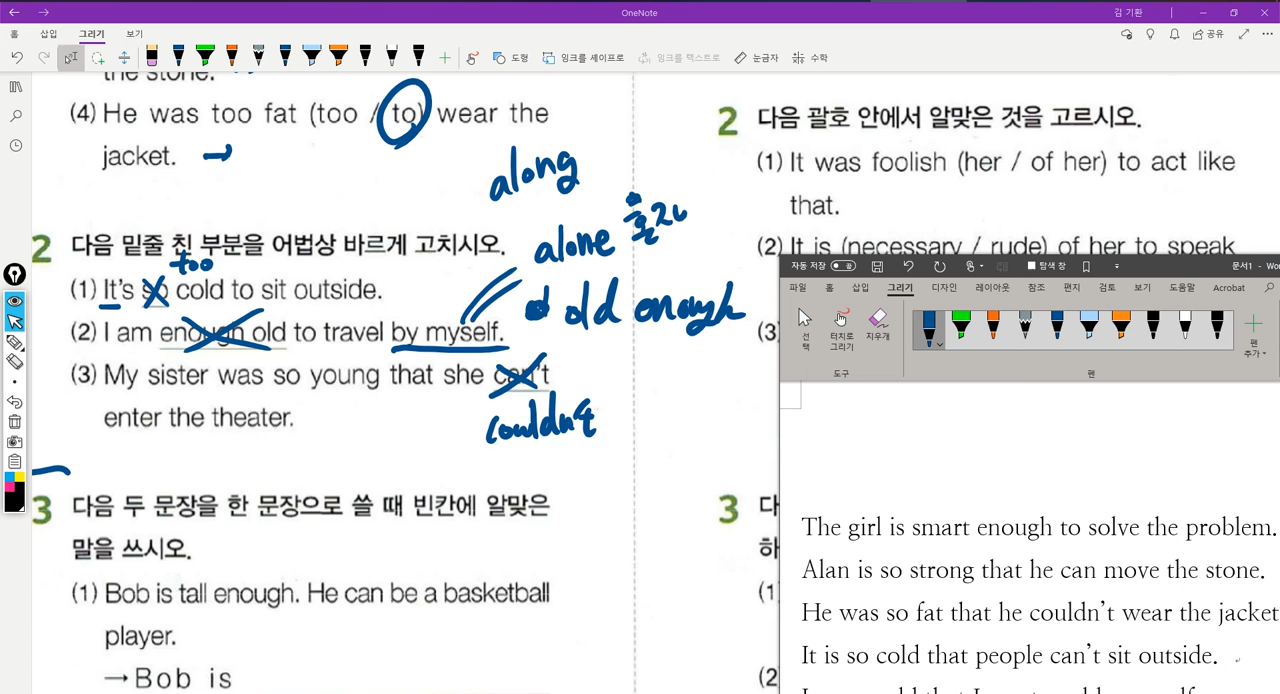 OneNote
김 기환
홈 삽입 그리기 보기
도형 잉크를 셰이프로 잉크를 텍스트로 눈금자 수학 공유
the stone.
(4) He was too fat (too / to) wear the
jacket.
along
alone
old enough
2 다음 밑줄 친 부분을 어법상 바르게 고치시오.
too
(1) It's so cold to sit outside.
(2) I am enough old to travel by myself.
(3) My sister was so young that she can't
enter the theater.
couldn't
3 다음 두 문장을 한 문장으로 쓸 때 빈칸에 알맞은
말을 쓰시오.
(1) Bob is tall enough. He can be a basketball
player.
→ Bob is
2 다음 괄호 안에서 알맞은 것을 고르시오.
(1) It was foolish (her / of her) to act like
that.
(2) It is (necessary / rude) of her to speak
(3)
3 다
하
(1)
(2)
자동 저장 끔 탐색 창 문서1 - Wo
파일 홈 삽입 그리기 디자인 레이아웃 참조 편지 검토 보기 도움말 Acrobat
선택 터치로 그리기 지우개 펜 추가
도구 펜
The girl is smart enough to solve the problem.
Alan is so strong that he can move the stone.
He was so fat that he couldn't wear the jacket
It is so cold that people can't sit outside.